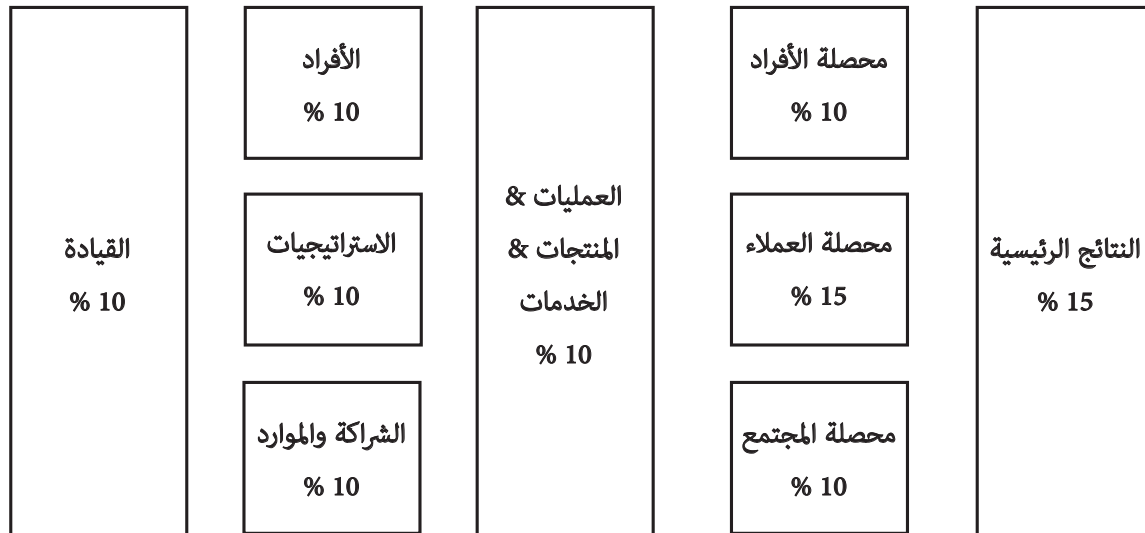 القيادة
% 10
الأفراد
% 10
الاستراتيجيات
% 10
الشراكة والموارد
% 10
العمليات &
المنتجات &
الخدمات
% 10
محصلة الأفراد
% 10
محصلة العملاء
% 15
محصلة المجتمع
% 10
النتائج الرئيسية
% 15